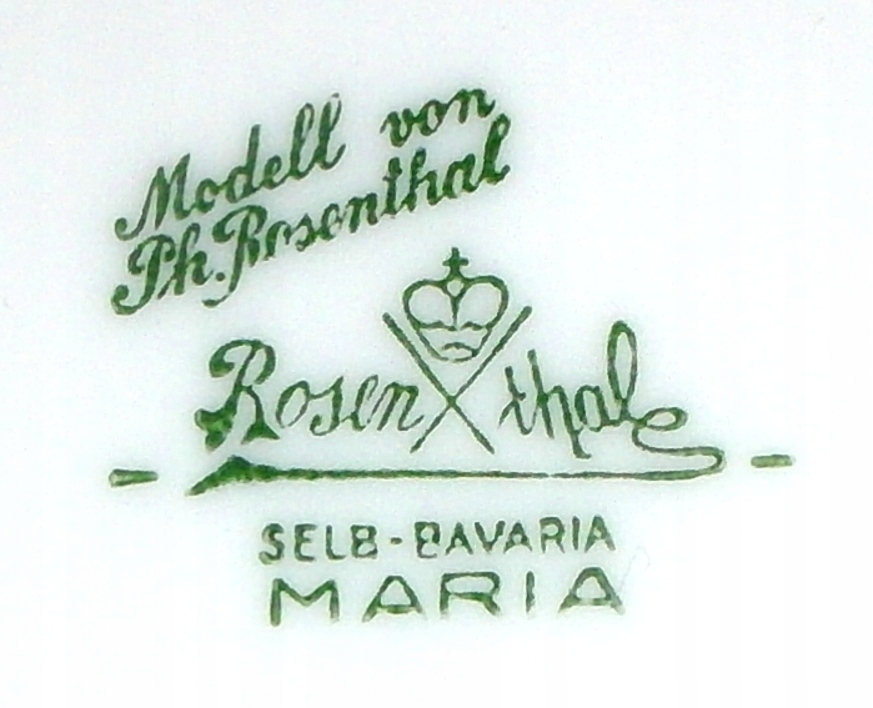 Modell von
Ph. Rosenthal
Rosenthal
SELB-BAVARIA
MARIA